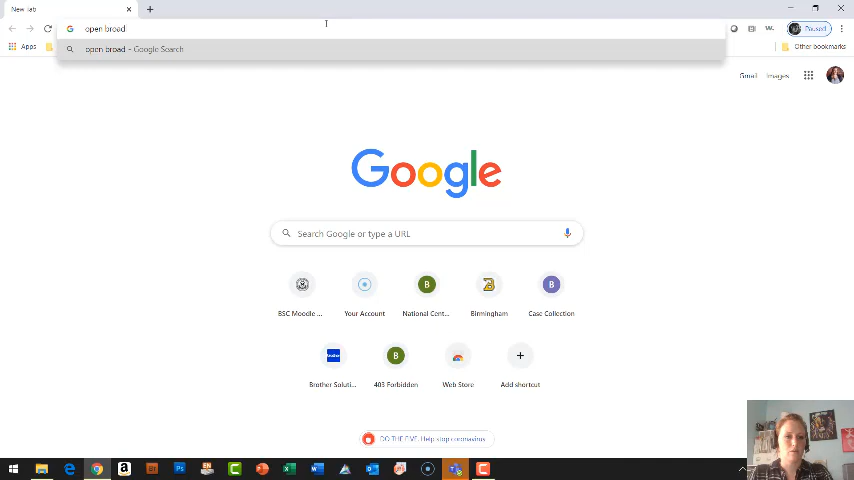 New Tab
open broad
open broad - Google Search
Paused
Apps
Other bookmarks
Gmail
Images
Google
Search Google or type a URL
BSC Moodle ...
Your Account
B
National Cent...
Birmingham
B
Case Collection
Brother Soluti...
B
403 Forbidden
Web Store
Add shortcut
DO THE FIVE. Help stop coronavirus